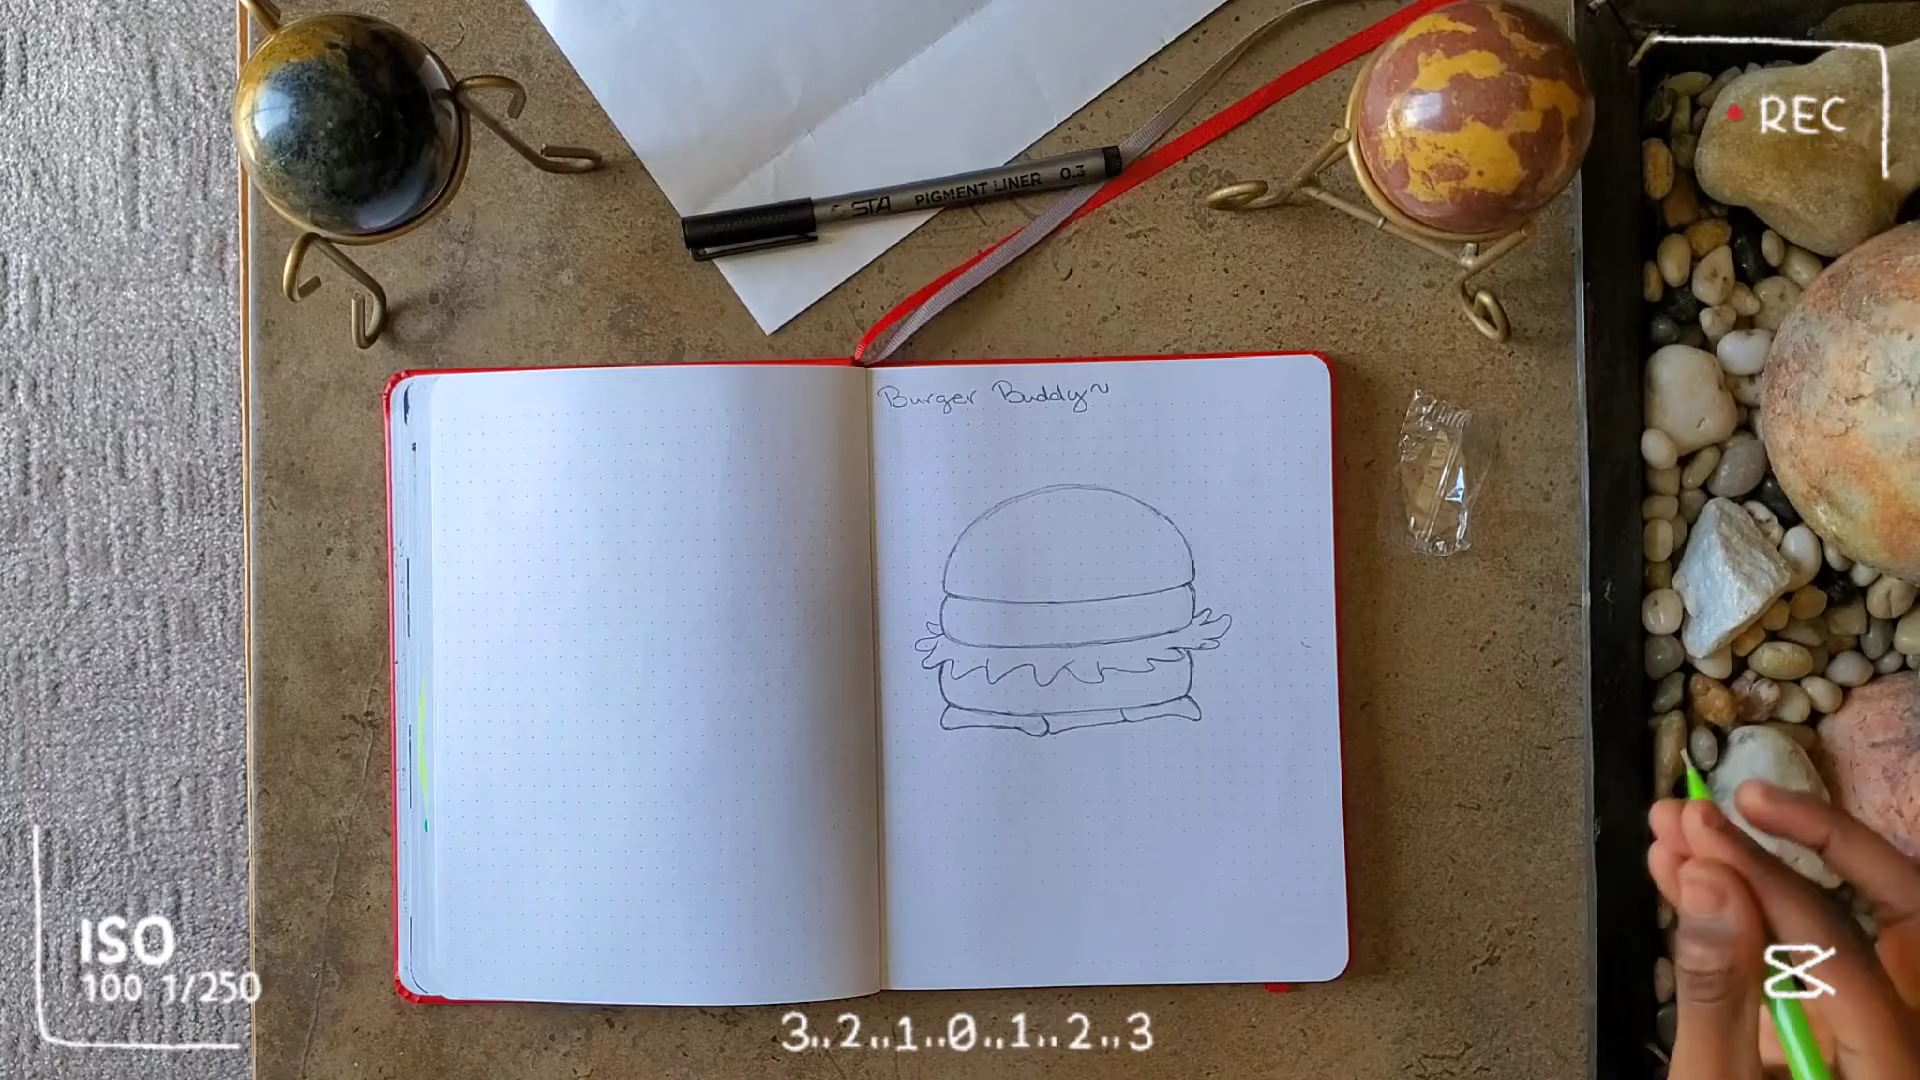 REC
STA PIGMENT LINER 0.3
Burger Buddy~
ISO
100 1/250
3..2..1..0..1..2..3